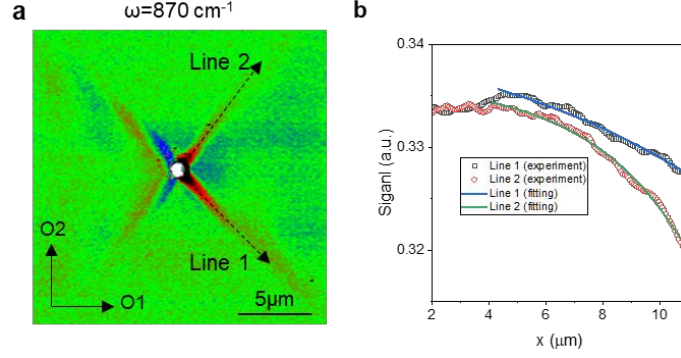 a
ω=870 cm⁻¹
Line 2
Line 1
O2
O1
5μm
b
Siganl (a.u.)
0.34
0.33
0.32
Line 1 (experiment)
Line 2 (experiment)
Line 1 (fitting)
Line 2 (fitting)
2
4
6
8
10
x (μm)